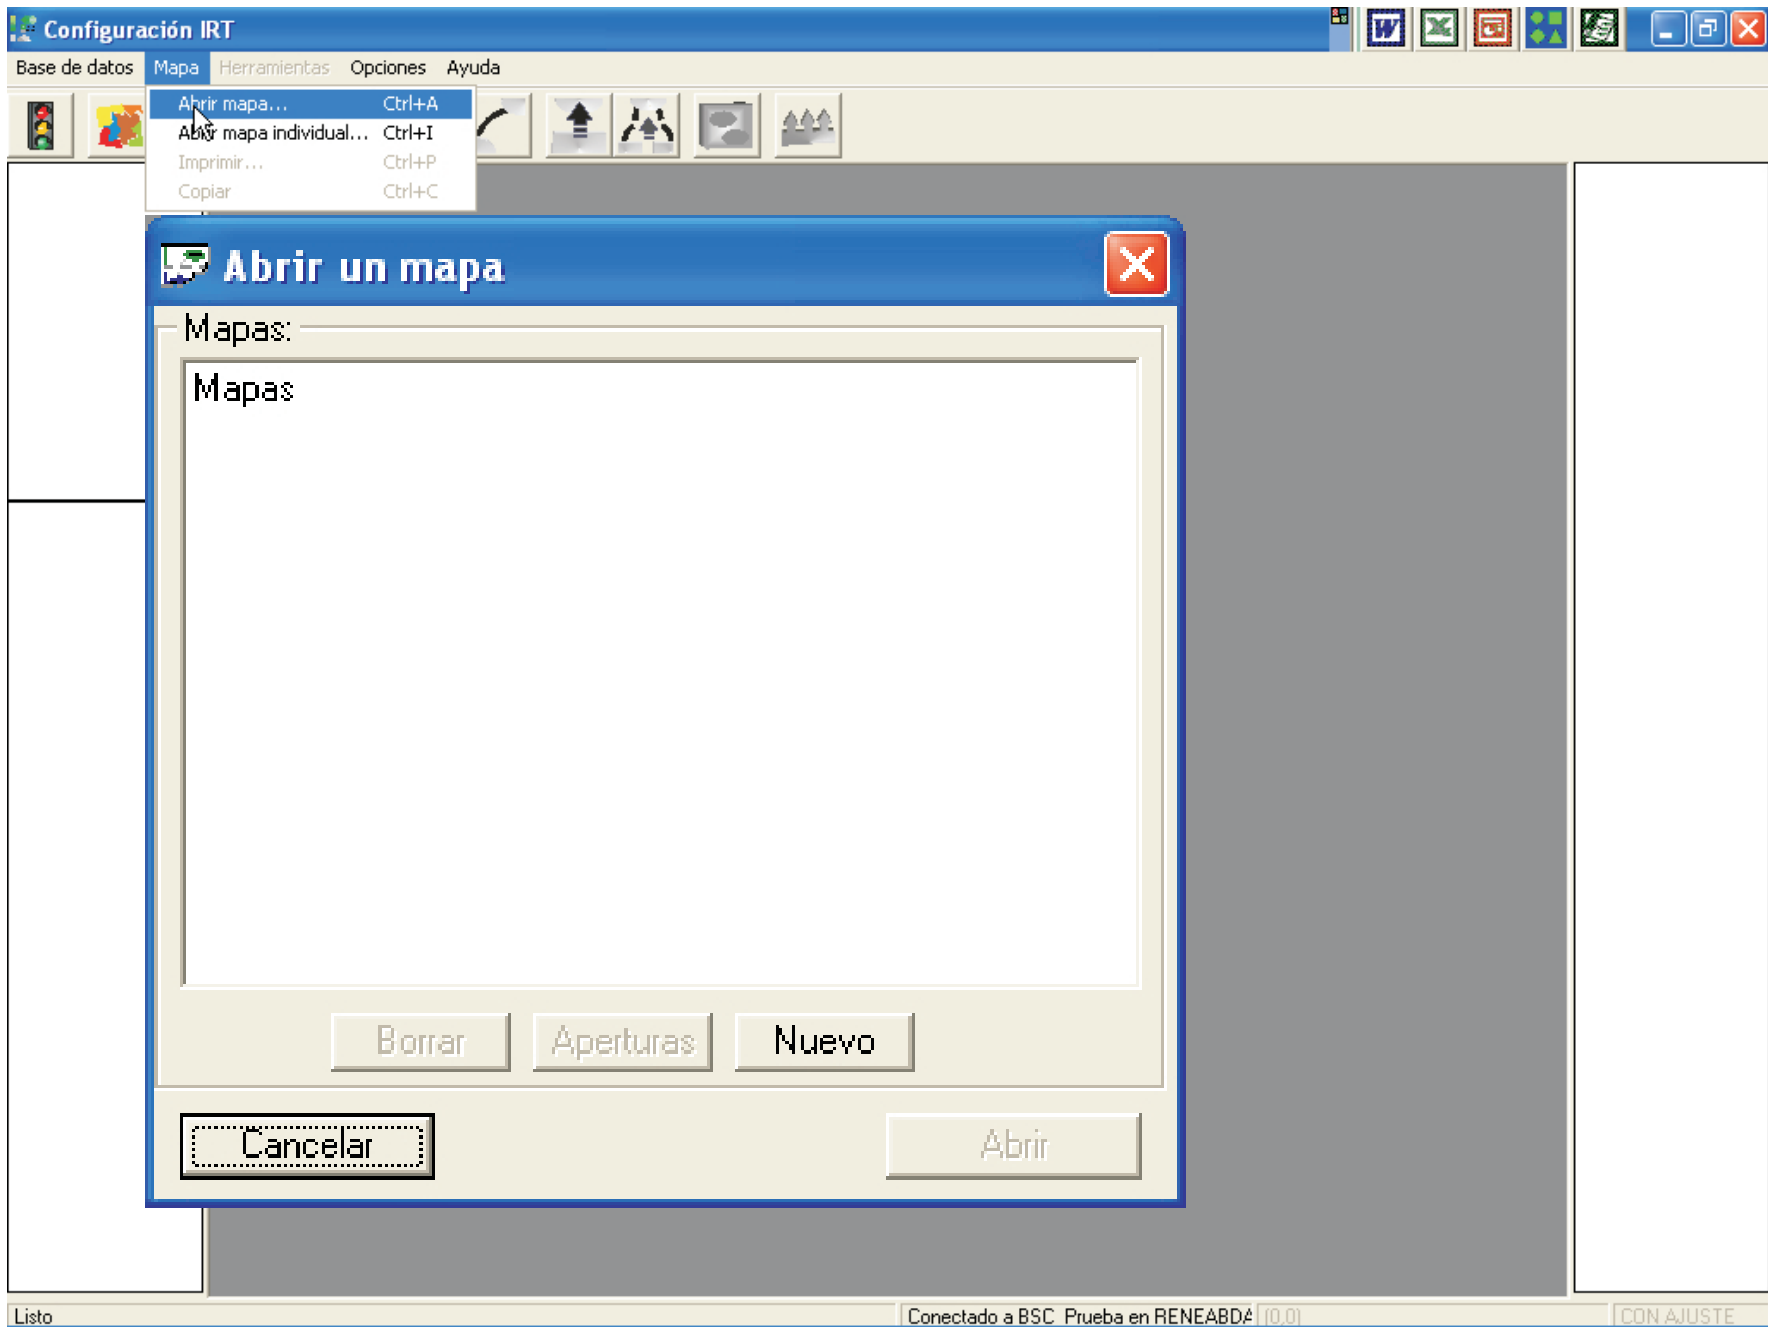 Configuración IRT
Base de datos Mapa Herramientas Opciones Ayuda
Abrir mapa... Ctrl+A
Abrir mapa individual... Ctrl+I
Imprimir... Ctrl+P
Copiar Ctrl+C
Abrir un mapa
Mapas:
Mapas
Borrar Aperturas Nuevo
Cancelar Abrir
Listo Conectado a BSC_Prueba en RENEABDA (0,0) CON AJUSTE